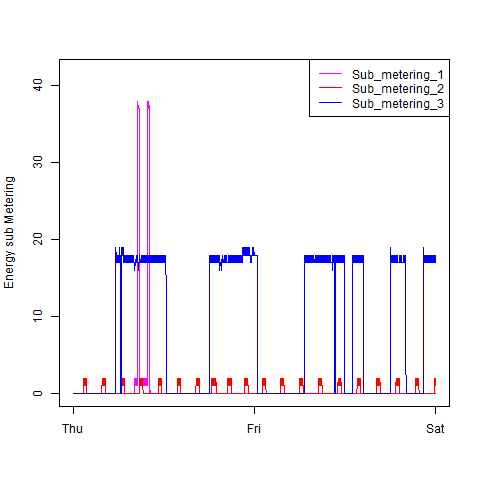 Sub_metering_1
Sub_metering_2
Sub_metering_3
Energy sub Metering
40
30
20
10
0
Thu Fri Sat